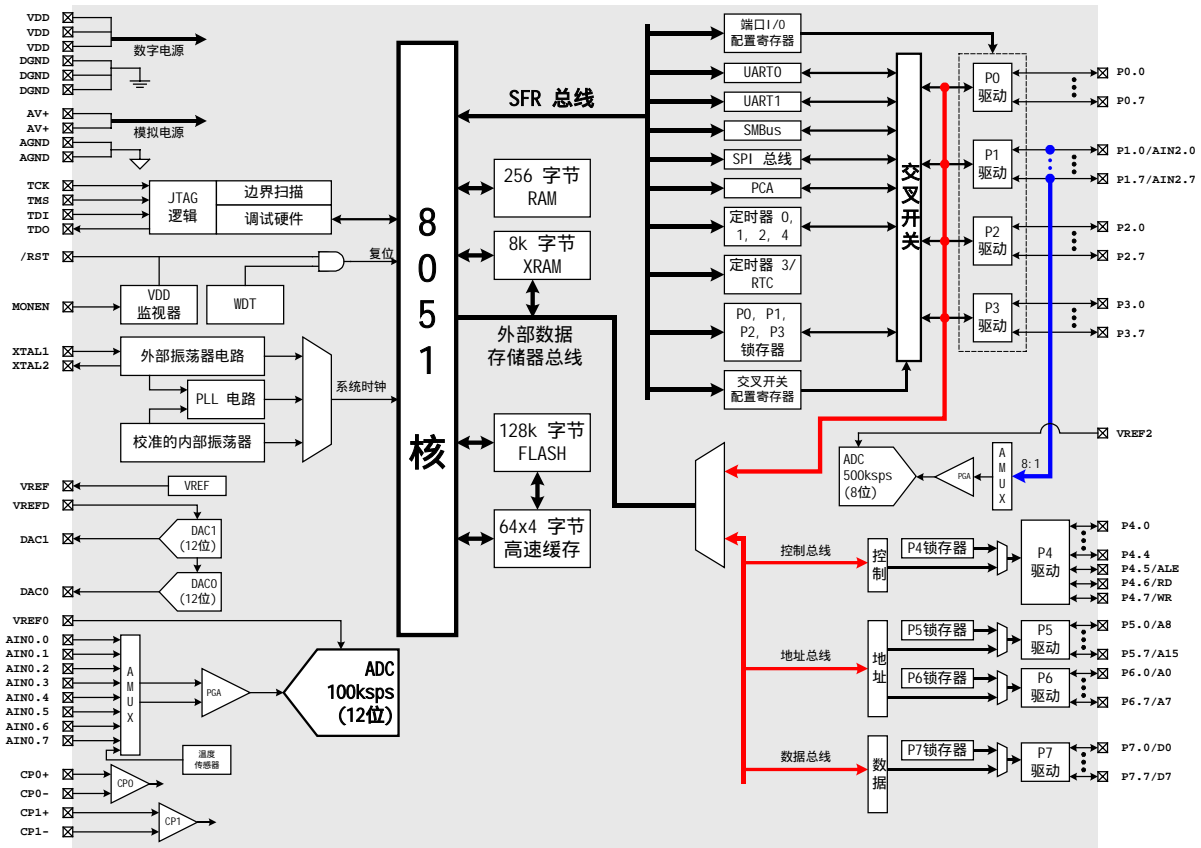 VDD
VDD
VDD
数字电源
DGND
DGND
DGND
AV+
AV+
模拟电源
AGND
AGND
TCK
TMS
TDI
TDO
JTAG
逻辑
边界扫描
调试硬件
/RST
复位
MONEN
VDD
监视器
WDT
XTAL1
XTAL2
外部振荡器电路
PLL 电路
校准的内部振荡器
系统时钟
VREF
VREF
VREFD
DAC1
DAC1
(12位)
DAC0
DAC0
(12位)
VREF0
AIN0.0
AIN0.1
AIN0.2
AIN0.3
AIN0.4
AIN0.5
AIN0.6
AIN0.7
AMUX
PGA
ADC
100ksps
(12位)
温度
传感器
CP0+
CP0-
CP0
CP1+
CP1-
CP1
8051核
SFR 总线
256 字节
RAM
8k 字节
XRAM
外部数据
存储器总线
128k 字节
FLASH
64x4 字节
高速缓存
端口I/O
配置寄存器
UART0
UART1
SMBus
SPI 总线
PCA
定时器 0,
1, 2, 4
定时器 3/
RTC
P0, P1,
P2, P3
锁存器
交叉开关
配置寄存器
交叉开关
P0
驱动
P1
驱动
P2
驱动
P3
驱动
P0.0
P0.7
P1.0/AIN2.0
P1.7/AIN2.7
P2.0
P2.7
P3.0
P3.7
VREF2
ADC
500ksps
(8位)
PGA
AMUX
8:1
控制总线
控制
P4锁存器
P4
驱动
P4.0
P4.4
P4.5/ALE
P4.6/RD
P4.7/WR
地址总线
地址
P5锁存器
P5
驱动
P5.0/A8
P5.7/A15
P6锁存器
P6
驱动
P6.0/A0
P6.7/A7
数据总线
数据
P7锁存器
P7
驱动
P7.0/D0
P7.7/D7